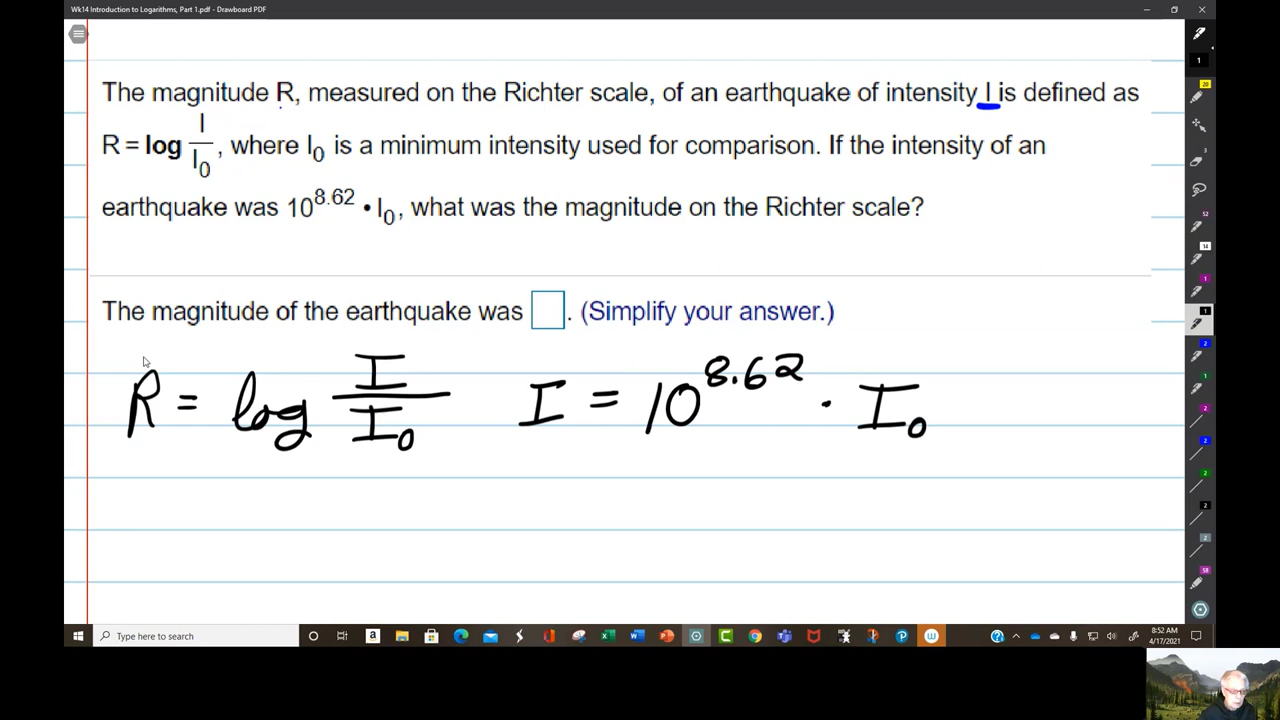 Wk14 Introduction to Logarithms, Part 1.pdf - Drawboard PDF
The magnitude R, measured on the Richter scale, of an earthquake of intensity I is defined as
R = log I/I₀, where I₀ is a minimum intensity used for comparison. If the intensity of an
earthquake was 10^8.62 • I₀, what was the magnitude on the Richter scale?
The magnitude of the earthquake was □. (Simplify your answer.)
R = log I/I₀ I = 10^8.62 · I₀
Type here to search
8:52 AM
4/17/2021